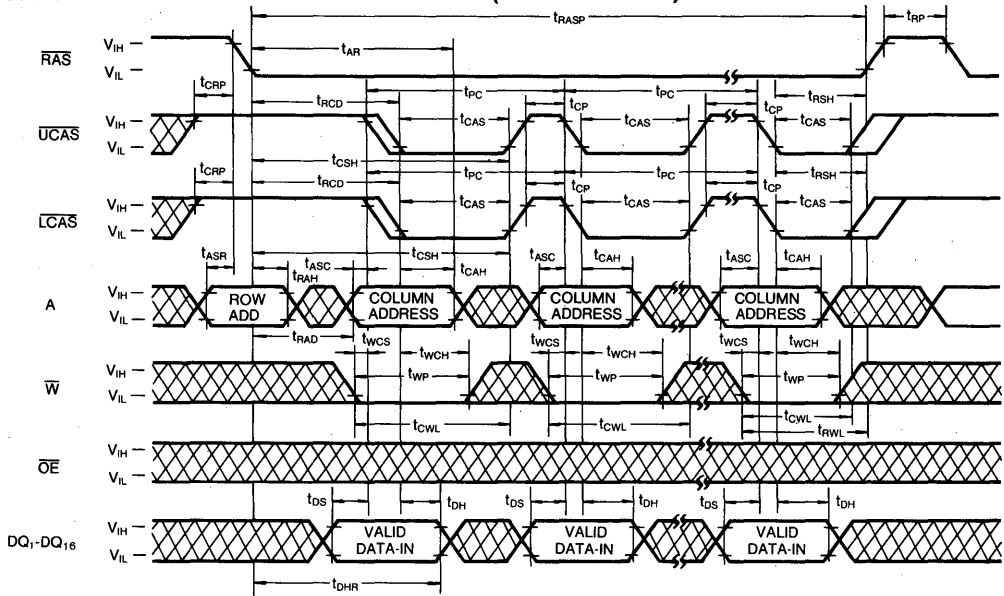 tRASP
tRP
RAS
VIH
VIL
tAR
tCRP
tRCD
tPC
tPC
tCP
tCP
tRSH
UCAS
VIH
VIL
tCAS
tCAS
tCAS
tCSH
tCRP
tRCD
tPC
tPC
tCP
tCP
tRSH
LCAS
VIH
VIL
tCAS
tCAS
tCAS
tCSH
tASR
tRAH
tASC
tCAH
tASC
tCAH
tASC
tCAH
A
VIH
VIL
ROW ADD
COLUMN ADDRESS
COLUMN ADDRESS
COLUMN ADDRESS
tRAD
tWCS
tWCH
tWCS
tWCH
tWCS
tWCH
W
VIH
VIL
tWP
tWP
tWP
tCWL
tCWL
tCWL
tRWL
OE
VIH
VIL
tDS
tDH
tDS
tDH
tDS
tDH
DQ1-DQ16
VIH
VIL
VALID DATA-IN
VALID DATA-IN
VALID DATA-IN
tDHR